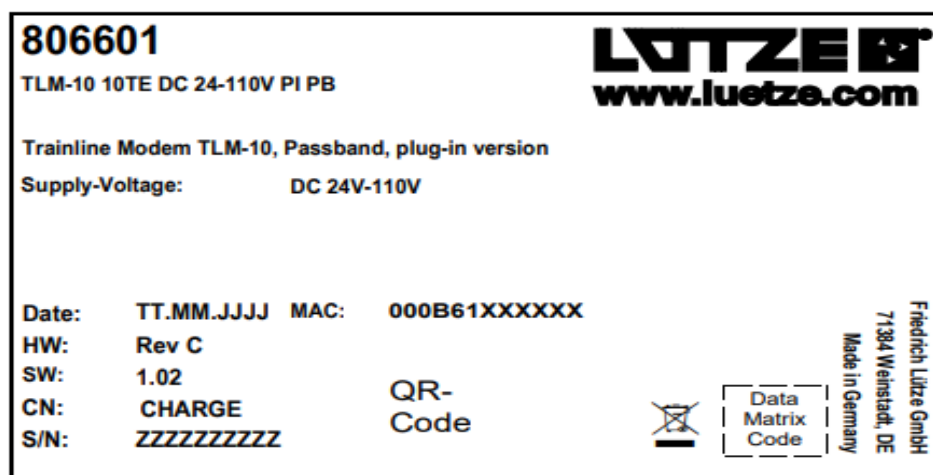 806601
TLM-10 10TE DC 24-110V PI PB
LÜTZE
www.luetze.com
Trainline Modem TLM-10, Passband, plug-in version
Supply-Voltage: DC 24V-110V
Date: TT.MM.JJJJ MAC: 000B61XXXXXX
HW: Rev C
SW: 1.02
CN: CHARGE
S/N: ZZZZZZZZZZ
QR-
Code
Data
Matrix
Code
Friedrich Lütze GmbH
71384 Weinstadt, DE
Made in Germany